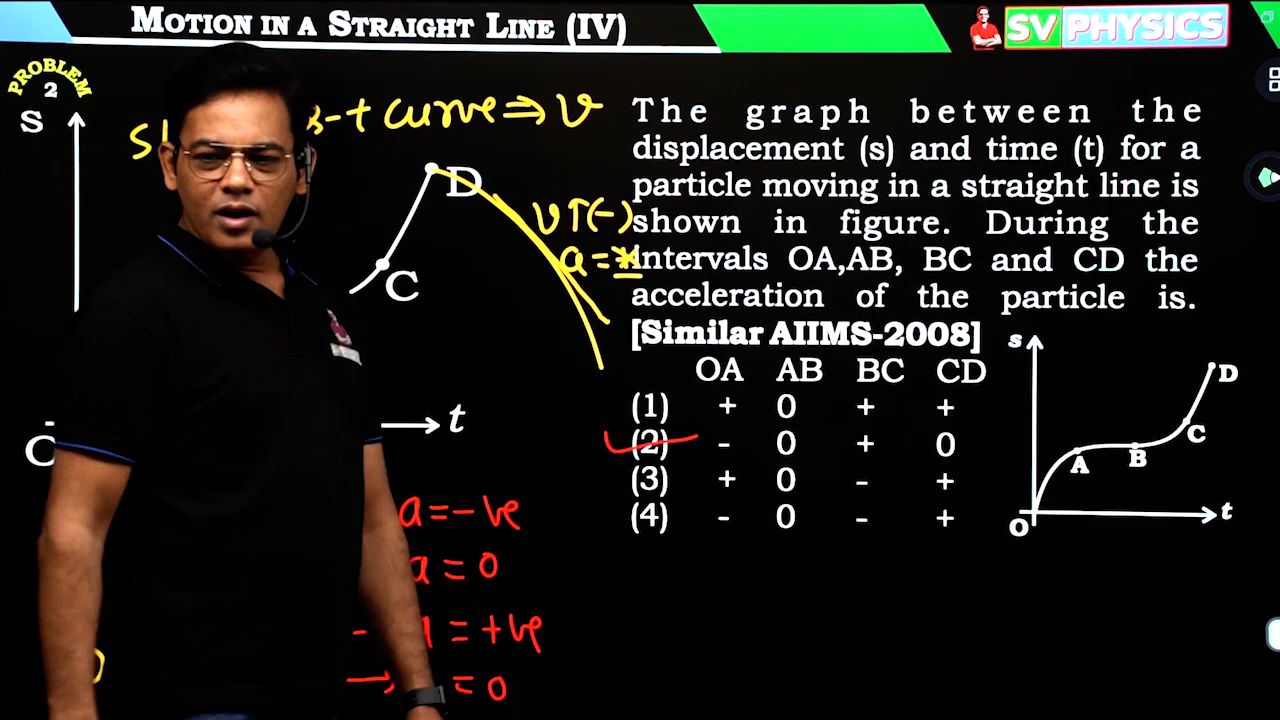 MOTION IN A STRAIGHT LINE (IV)
SV PHYSICS
PROBLEM
2
S
s-t curve ⇒ v
D
v↑(-)
a =
C
t
a = -ve
a = 0
= +ve
= 0
The graph between the
displacement (s) and time (t) for a
particle moving in a straight line is
shown in figure. During the
intervals OA,AB, BC and CD the
acceleration of the particle is.
[Similar AIIMS-2008]
OA AB BC CD
(1) + 0 + +
(2) - 0 + 0
(3) + 0 - +
(4) - 0 - +
s
D
C
A
B
O
t